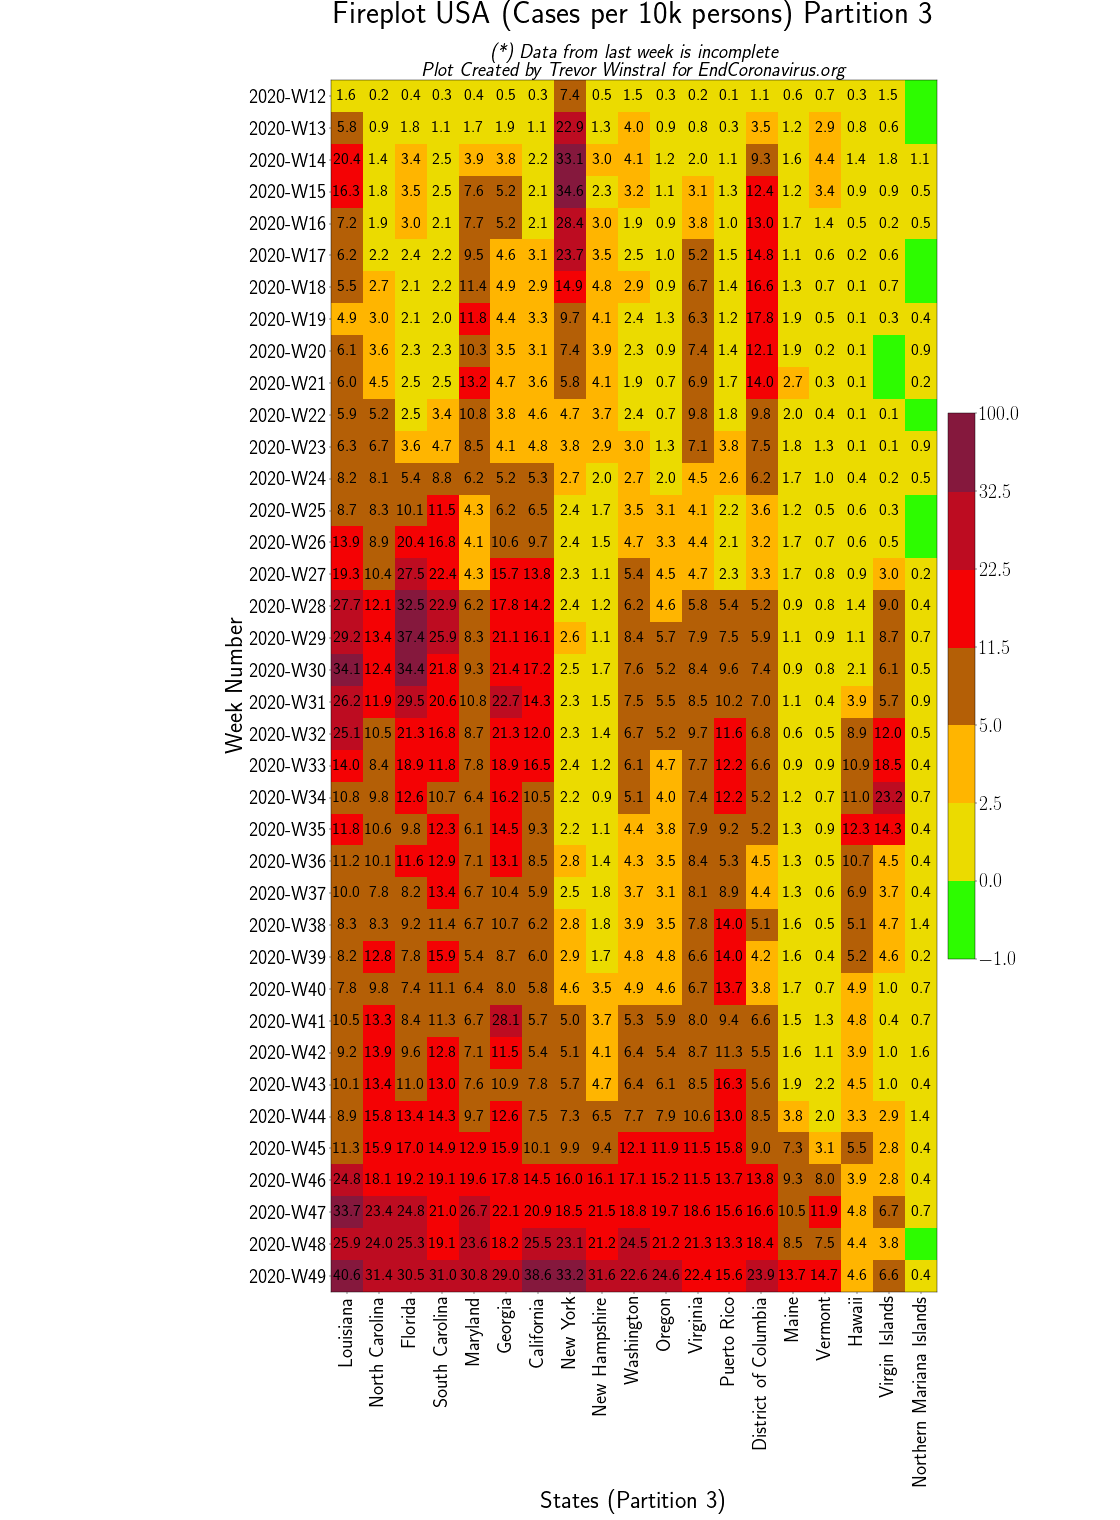 Fireplot USA (Cases per 10k persons) Partition 3
(*) Data from last week is incomplete
Plot Created by Trevor Winstral for EndCoronavirus.org
2020-W12 1.6 0.2 0.4 0.3 0.4 0.5 0.3 7.4 0.5 1.5 0.3 0.2 0.1 1.1 0.6 0.7 0.3 1.5
2020-W13 5.8 0.9 1.8 1.1 1.7 1.9 1.1 22.9 1.3 4.0 0.9 0.8 0.3 3.5 1.2 2.9 0.8 0.6
2020-W14 20.4 1.4 3.4 2.5 3.9 3.8 2.2 33.1 3.0 4.1 1.2 2.0 1.1 9.3 1.6 4.4 1.4 1.8 1.1
2020-W15 16.3 1.8 3.5 2.5 7.6 5.2 2.1 34.6 2.3 3.2 1.1 3.1 1.3 12.4 1.2 3.4 0.9 0.9 0.5
2020-W16 7.2 1.9 3.0 2.1 7.7 5.2 2.1 28.4 3.0 1.9 0.9 3.8 1.0 13.0 1.7 1.4 0.5 0.2 0.5
2020-W17 6.2 2.2 2.4 2.2 9.5 4.6 3.1 23.7 3.5 2.5 1.0 5.2 1.5 14.8 1.1 0.6 0.2 0.6
2020-W18 5.5 2.7 2.1 2.2 11.4 4.9 2.9 14.9 4.8 2.9 0.9 6.7 1.4 16.6 1.3 0.7 0.1 0.7
2020-W19 4.9 3.0 2.1 2.0 11.8 4.4 3.3 9.7 4.1 2.4 1.3 6.3 1.2 17.8 1.9 0.5 0.1 0.3 0.4
2020-W20 6.1 3.6 2.3 2.3 10.3 3.5 3.1 7.4 3.9 2.3 0.9 7.4 1.4 12.1 1.9 0.2 0.1 0.9
2020-W21 6.0 4.5 2.5 2.5 13.2 4.7 3.6 5.8 4.1 1.9 0.7 6.9 1.7 14.0 2.7 0.3 0.1 0.2
2020-W22 5.9 5.2 2.5 3.4 10.8 3.8 4.6 4.7 3.7 2.4 0.7 9.8 1.8 9.8 2.0 0.4 0.1 0.1
2020-W23 6.3 6.7 3.6 4.7 8.5 4.1 4.8 3.8 2.9 3.0 1.3 7.1 3.8 7.5 1.8 1.3 0.1 0.1 0.9
2020-W24 8.2 8.1 5.4 8.8 6.2 5.2 5.3 2.7 2.0 2.7 2.0 4.5 2.6 6.2 1.7 1.0 0.4 0.2 0.5
2020-W25 8.7 8.3 10.1 11.5 4.3 6.2 6.5 2.4 1.7 3.5 3.1 4.1 2.2 3.6 1.2 0.5 0.6 0.3
2020-W26 13.9 8.9 20.4 16.8 4.1 10.6 9.7 2.4 1.5 4.7 3.3 4.4 2.1 3.2 1.7 0.7 0.6 0.5
2020-W27 19.3 10.4 27.5 22.4 4.3 15.7 13.8 2.3 1.1 5.4 4.5 4.7 2.3 3.3 1.7 0.8 0.9 3.0 0.2
2020-W28 27.7 12.1 32.5 22.9 6.2 17.8 14.2 2.4 1.2 6.2 4.6 5.8 5.4 5.2 0.9 0.8 1.4 9.0 0.4
2020-W29 29.2 13.4 37.4 25.9 8.3 21.1 16.1 2.6 1.1 8.4 5.7 7.9 7.5 5.9 1.1 0.9 1.1 8.7 0.7
2020-W30 34.1 12.4 34.4 21.8 9.3 21.4 17.2 2.5 1.7 7.6 5.2 8.4 9.6 7.4 0.9 0.8 2.1 6.1 0.5
2020-W31 26.2 11.9 29.5 20.6 10.8 22.7 14.3 2.3 1.5 7.5 5.5 8.5 10.2 7.0 1.1 0.4 3.9 5.7 0.9
2020-W32 25.1 10.5 21.3 16.8 8.7 21.3 12.0 2.3 1.4 6.7 5.2 9.7 11.6 6.8 0.6 0.5 8.9 12.0 0.5
2020-W33 14.0 8.4 18.9 11.8 7.8 18.9 16.5 2.4 1.2 6.1 4.7 7.7 12.2 6.6 0.9 0.9 10.9 18.5 0.4
2020-W34 10.8 9.8 12.6 10.7 6.4 16.2 10.5 2.2 0.9 5.1 4.0 7.4 12.2 5.2 1.2 0.7 11.0 23.2 0.7
2020-W35 11.8 10.6 9.8 12.3 6.1 14.5 9.3 2.2 1.1 4.4 3.8 7.9 9.2 5.2 1.3 0.9 12.3 14.3 0.4
2020-W36 11.2 10.1 11.6 12.9 7.1 13.1 8.5 2.8 1.4 4.3 3.5 8.4 5.3 4.5 1.3 0.5 10.7 4.5 0.4
2020-W37 10.0 7.8 8.2 13.4 6.7 10.4 5.9 2.5 1.8 3.7 3.1 8.1 8.9 4.4 1.3 0.6 6.9 3.7 0.4
2020-W38 8.3 8.3 9.2 11.4 6.7 10.7 6.2 2.8 1.8 3.9 3.5 7.8 14.0 5.1 1.6 0.5 5.1 4.7 1.4
2020-W39 8.2 12.8 7.8 15.9 5.4 8.7 6.0 2.9 1.7 4.8 4.8 6.6 14.0 4.2 1.6 0.4 5.2 4.6 0.2
2020-W40 7.8 9.8 7.4 11.1 6.4 8.0 5.8 4.6 3.5 4.9 4.6 6.7 13.7 3.8 1.7 0.7 4.9 1.0 0.7
2020-W41 10.5 13.3 8.4 11.3 6.7 28.1 5.7 5.0 3.7 5.3 5.9 8.0 9.4 6.6 1.5 1.3 4.8 0.4 0.7
2020-W42 9.2 13.9 9.6 12.8 7.1 11.5 5.4 5.1 4.1 6.4 5.4 8.7 11.3 5.5 1.6 1.1 3.9 1.0 1.6
2020-W43 10.1 13.4 11.0 13.0 7.6 10.9 7.8 5.7 4.7 6.4 6.1 8.5 16.3 5.6 1.9 2.2 4.5 1.0 0.4
2020-W44 8.9 15.8 13.4 14.3 9.7 12.6 7.5 7.3 6.5 7.7 7.9 10.6 13.0 8.5 3.8 2.0 3.3 2.9 1.4
2020-W45 11.3 15.9 17.0 14.9 12.9 15.9 10.1 9.9 9.4 12.1 11.9 11.5 15.8 9.0 7.3 3.1 5.5 2.8 0.4
2020-W46 24.8 18.1 19.2 19.1 19.6 17.8 14.5 16.0 16.1 17.1 15.2 11.5 13.7 13.8 9.3 8.0 3.9 2.8 0.4
2020-W47 33.7 23.4 24.8 21.0 26.7 22.1 20.9 18.5 21.5 18.8 19.7 18.6 15.6 16.6 10.5 11.9 4.8 6.7 0.7
2020-W48 25.9 24.0 25.3 19.1 23.6 18.2 25.5 23.1 21.2 24.5 21.2 21.3 13.3 18.4 8.5 7.5 4.4 3.8
2020-W49 40.6 31.4 30.5 31.0 30.8 29.0 38.6 33.2 31.6 22.6 24.6 22.4 15.6 23.9 13.7 14.7 4.6 6.6 0.4
Week Number
100.0
32.5
22.5
11.5
5.0
2.5
0.0
−1.0
Louisiana
North Carolina
Florida
South Carolina
Maryland
Georgia
California
New York
New Hampshire
Washington
Oregon
Virginia
Puerto Rico
District of Columbia
Maine
Vermont
Hawaii
Virgin Islands
Northern Mariana Islands
States (Partition 3)